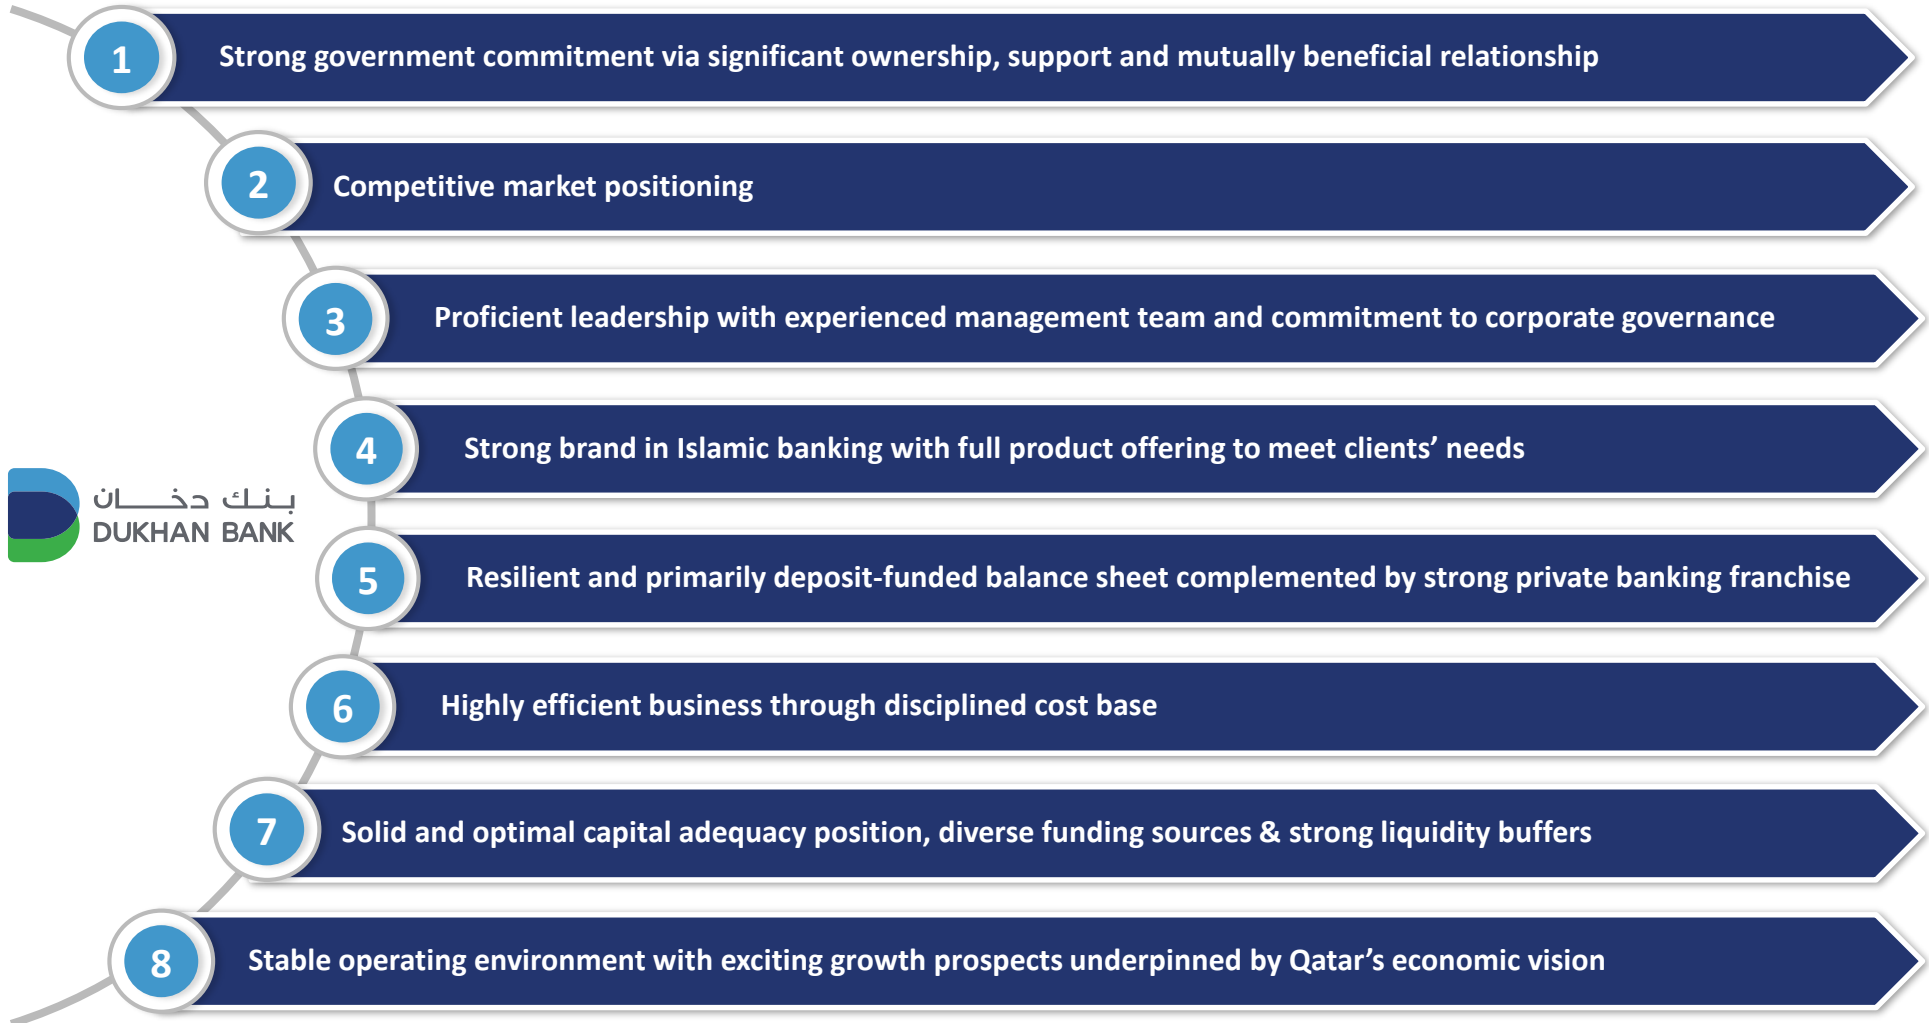 1
Strong government commitment via significant ownership, support and mutually beneficial relationship
2
Competitive market positioning
3
Proficient leadership with experienced management team and commitment to corporate governance
4
Strong brand in Islamic banking with full product offering to meet clients’ needs
بنك دخان
DUKHAN BANK
5
Resilient and primarily deposit-funded balance sheet complemented by strong private banking franchise
6
Highly efficient business through disciplined cost base
7
Solid and optimal capital adequacy position, diverse funding sources & strong liquidity buffers
8
Stable operating environment with exciting growth prospects underpinned by Qatar’s economic vision